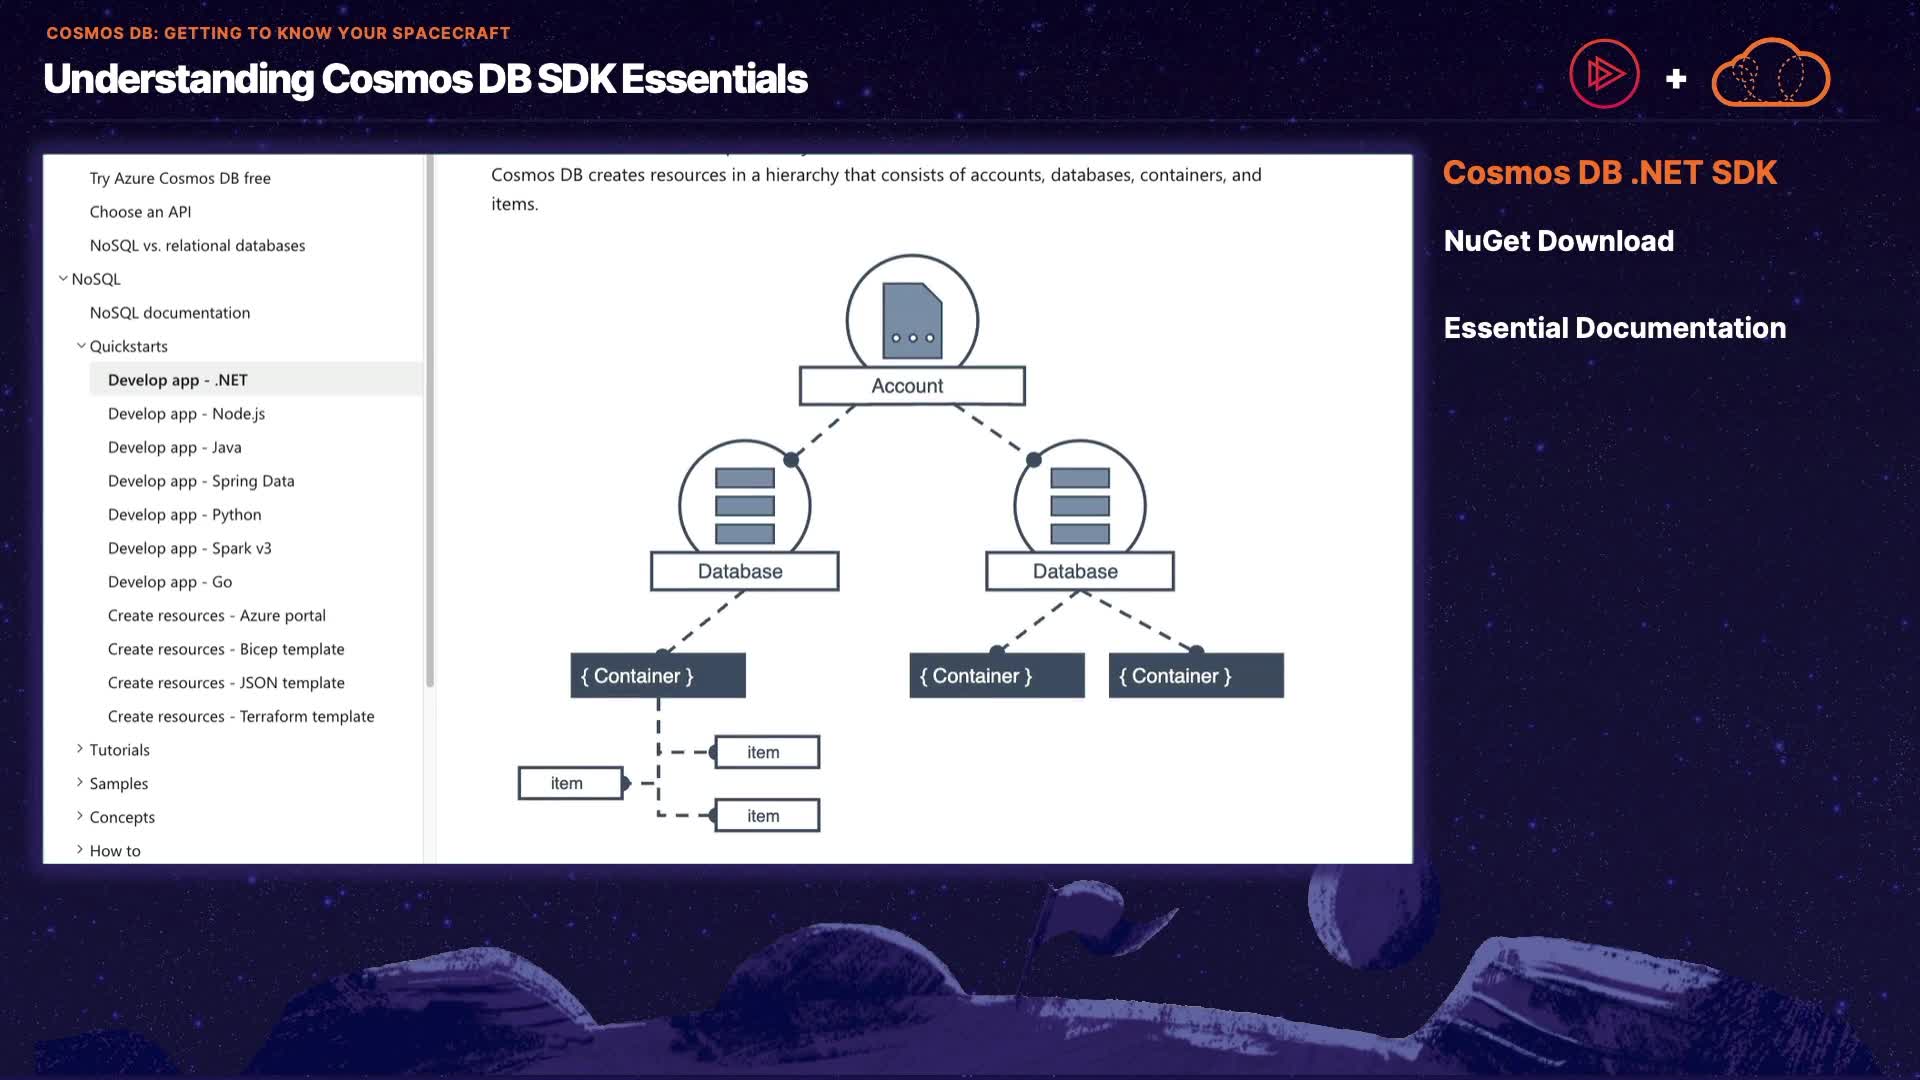 COSMOS DB: GETTING TO KNOW YOUR SPACECRAFT
Understanding Cosmos DB SDK Essentials
+
Try Azure Cosmos DB free
Choose an API
NoSQL vs. relational databases
NoSQL
NoSQL documentation
Quickstarts
Develop app - .NET
Develop app - Node.js
Develop app - Java
Develop app - Spring Data
Develop app - Python
Develop app - Spark v3
Develop app - Go
Create resources - Azure portal
Create resources - Bicep template
Create resources - JSON template
Create resources - Terraform template
Tutorials
Samples
Concepts
How to
Cosmos DB creates resources in a hierarchy that consists of accounts, databases, containers, and
items.
Account
Database
Database
{ Container }
{ Container }
{ Container }
item
item
item
Cosmos DB .NET SDK
NuGet Download
Essential Documentation